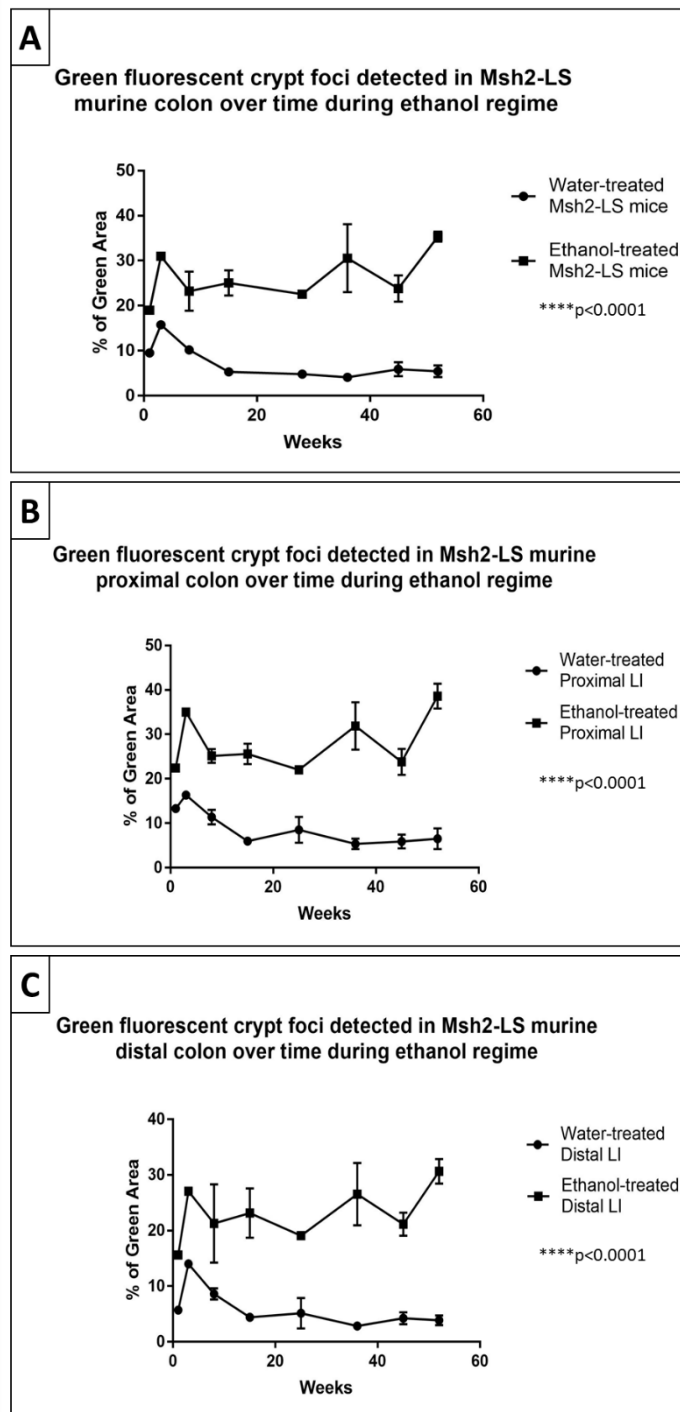 A
Green fluorescent crypt foci detected in Msh2-LS
murine colon over time during ethanol regime
50
40
30
20
10
0
0
20
40
60
% of Green Area
Weeks
Water-treated
Msh2-LS mice
Ethanol-treated
Msh2-LS mice
****p<0.0001
B
Green fluorescent crypt foci detected in Msh2-LS murine
proximal colon over time during ethanol regime
50
40
30
20
10
0
0
20
40
60
% of Green Area
Weeks
Water-treated
Proximal LI
Ethanol-treated
Proximal LI
****p<0.0001
C
Green fluorescent crypt foci detected in Msh2-LS murine
distal colon over time during ethanol regime
40
30
20
10
0
0
20
40
60
% of Green Area
Weeks
Water-treated
Distal LI
Ethanol-treated
Distal LI
****p<0.0001